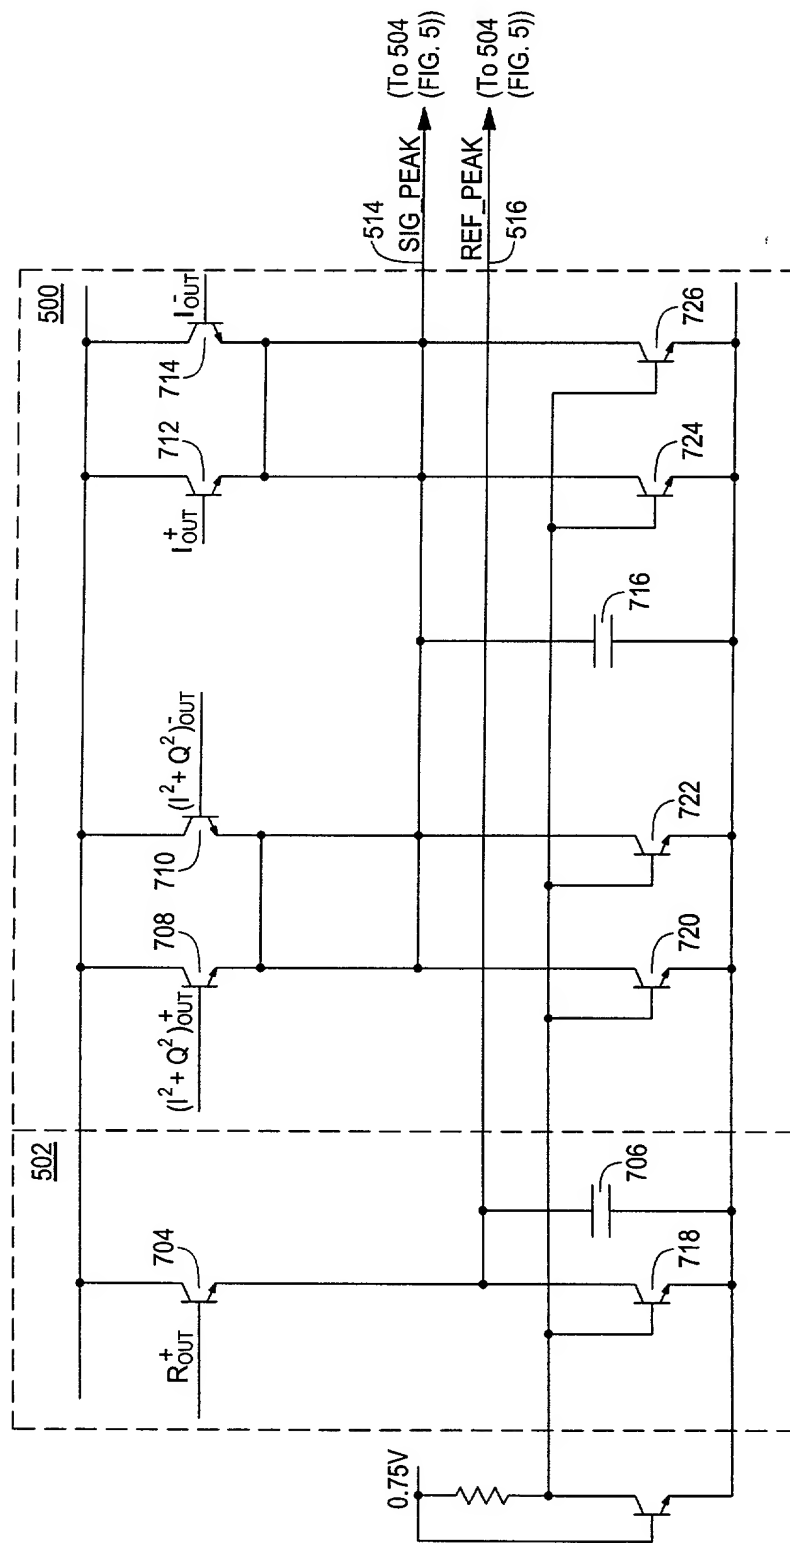 502
500
R⁺OUT
704
(I² + Q²)⁺OUT
708
710
(I² + Q²)⁻OUT
I⁺OUT
712
714
I⁻OUT
514
SIG_PEAK
(To 504
(FIG. 5))
REF_PEAK
516
(To 504
(FIG. 5))
0.75V
706
718
720
722
716
724
726